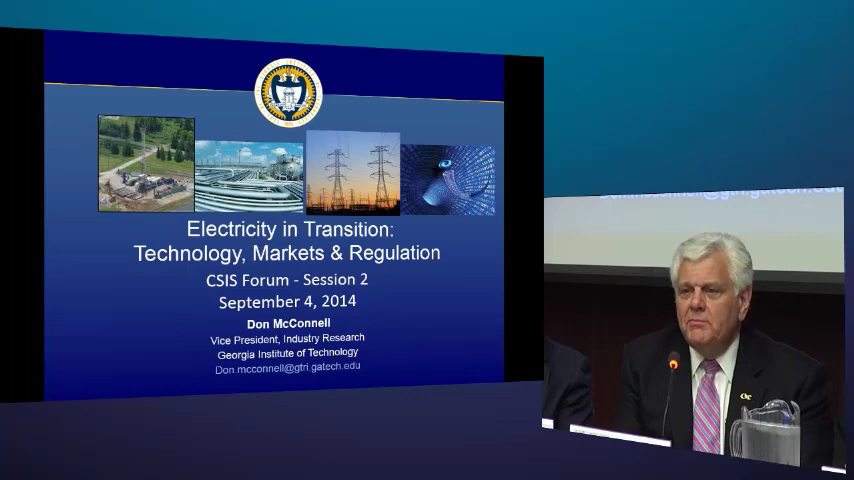 Electricity in Transition:
Technology, Markets & Regulation
CSIS Forum - Session 2
September 4, 2014
Don McConnell
Vice President, Industry Research
Georgia Institute of Technology
Don.mcconnell@gtri.gatech.edu